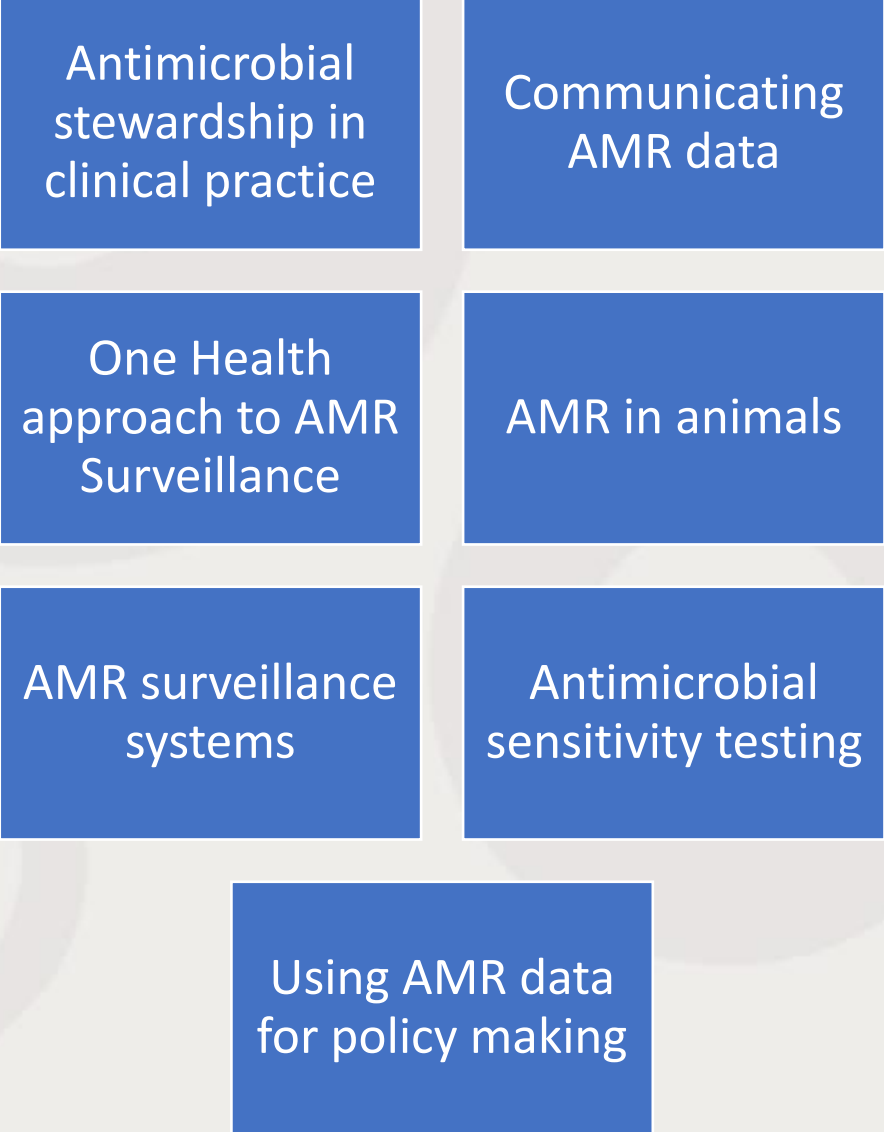 Antimicrobial
stewardship in
clinical practice
Communicating
AMR data
One Health
approach to AMR
Surveillance
AMR in animals
AMR surveillance
systems
Antimicrobial
sensitivity testing
Using AMR data
for policy making